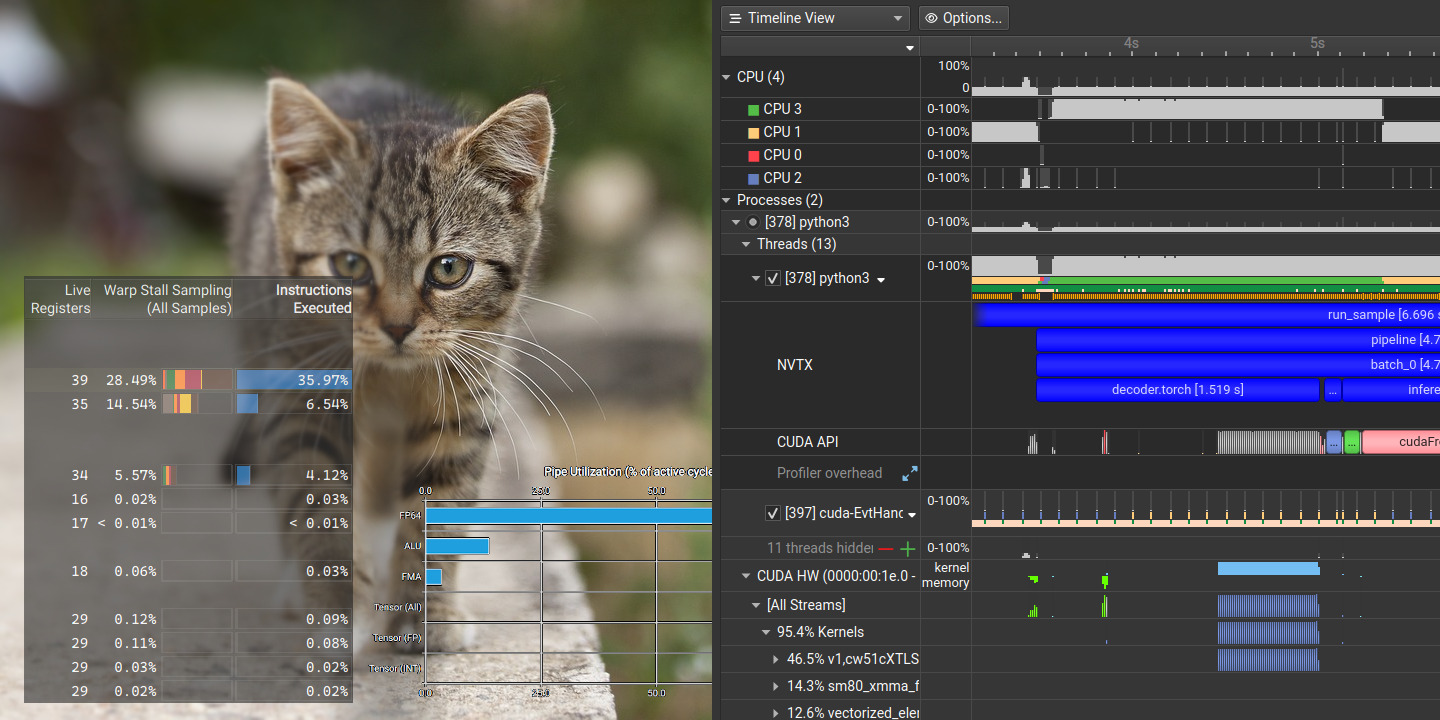 Live Warp Stall Sampling Instructions
Registers (All Samples) Executed
39 28.49% 35.97%
35 14.54% 6.54%
34 5.57% 4.12%
16 0.02% 0.03%
17 < 0.01% < 0.01%
18 0.06% 0.03%
29 0.12% 0.09%
29 0.11% 0.08%
29 0.03% 0.02%
29 0.02% 0.02%
Pipe Utilization (% of active cycle
0.0 25.0 50.0
FP64
ALU
FMA
Tensor (All)
Tensor (FP)
Tensor (INT)
0.0 25.0 50.0
Timeline View Options...
4s 5s
CPU (4) 100%
0
CPU 3 0-100%
CPU 1 0-100%
CPU 0 0-100%
CPU 2 0-100%
Processes (2)
[378] python3 0-100%
Threads (13)
[378] python3 0-100%
NVTX
run_sample [6.696 s
pipeline [4.7
batch_0 [4.7
decoder.torch [1.519 s] ... infere
CUDA API ... ... cudaFr
Profiler overhead
[397] cuda-EvtHanc 0-100%
11 threads hidder 0-100%
CUDA HW (0000:00:1e.0 - kernel
memory
[All Streams]
95.4% Kernels
46.5% v1,cw51cXTLS
14.3% sm80_xmma_f
12.6% vectorized_eler